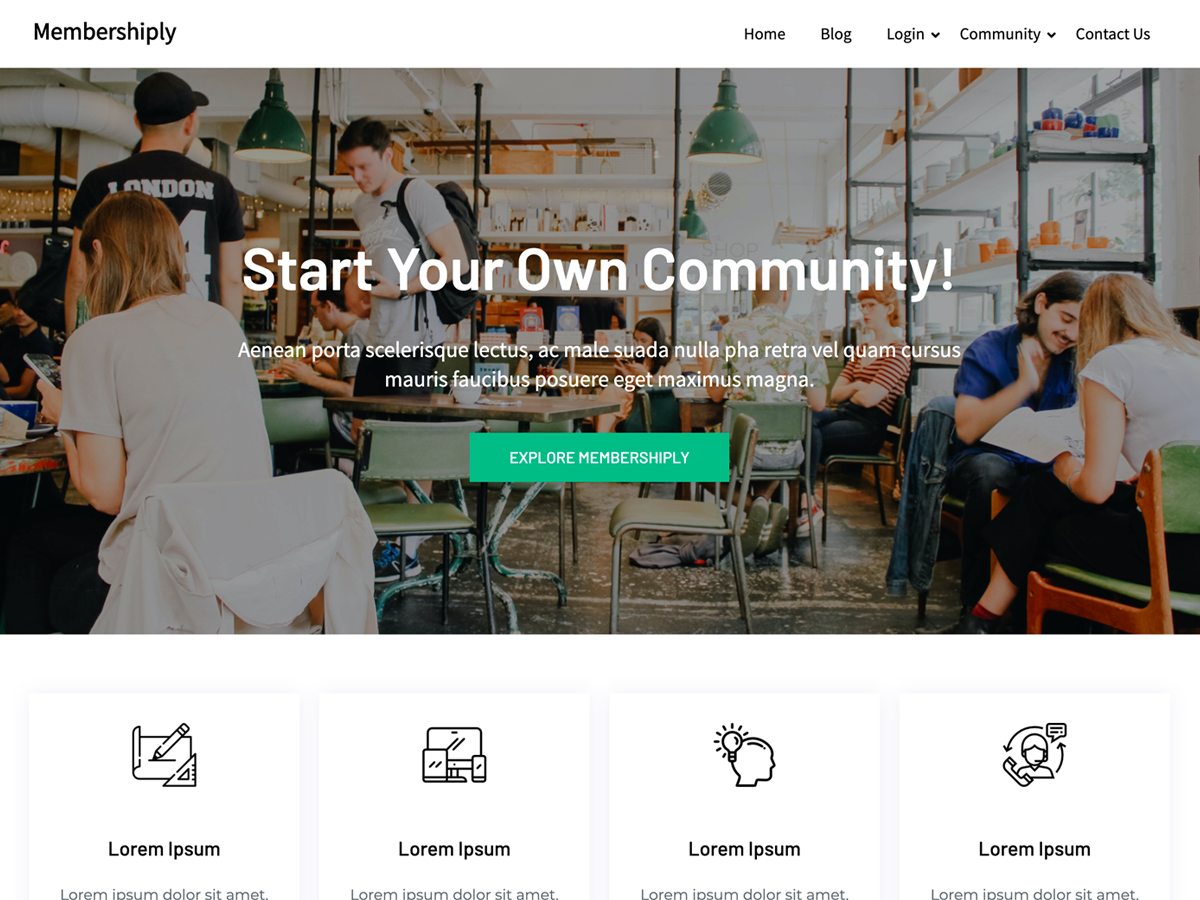 Membershiply
Home Blog Login Community Contact Us
LONDON
4
SHOP
Start Your Own Community!
Aenean porta scelerisque lectus, ac male suada nulla pha retra vel quam cursus
mauris faucibus posuere eget maximus magna.
EXPLORE MEMBERSHIPLY
Lorem Ipsum
Lorem ipsum dolor sit amet,
Lorem Ipsum
Lorem ipsum dolor sit amet,
Lorem Ipsum
Lorem ipsum dolor sit amet,
Lorem Ipsum
Lorem ipsum dolor sit amet,